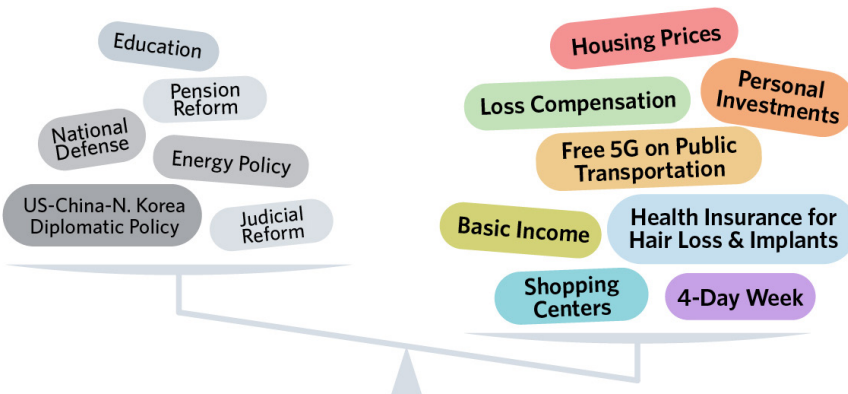 Education
Pension
Reform
National
Defense
Energy Policy
US-China-N. Korea
Diplomatic Policy
Judicial
Reform
Housing Prices
Personal
Investments
Loss Compensation
Free 5G on Public
Transportation
Basic Income
Health Insurance for
Hair Loss & Implants
Shopping
Centers
4-Day Week